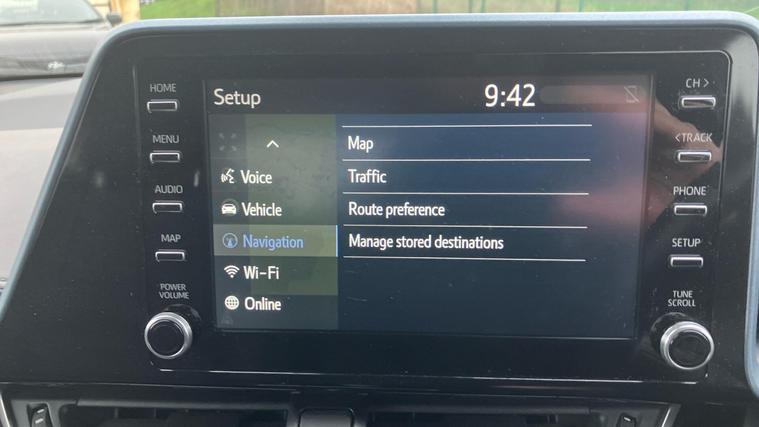 HOME
MENU
AUDIO
MAP
POWER
VOLUME
Setup
9:42
Voice
Vehicle
Navigation
Wi-Fi
Online
Map
Traffic
Route preference
Manage stored destinations
CH >
< TRACK
PHONE
SETUP
TUNE
SCROLL